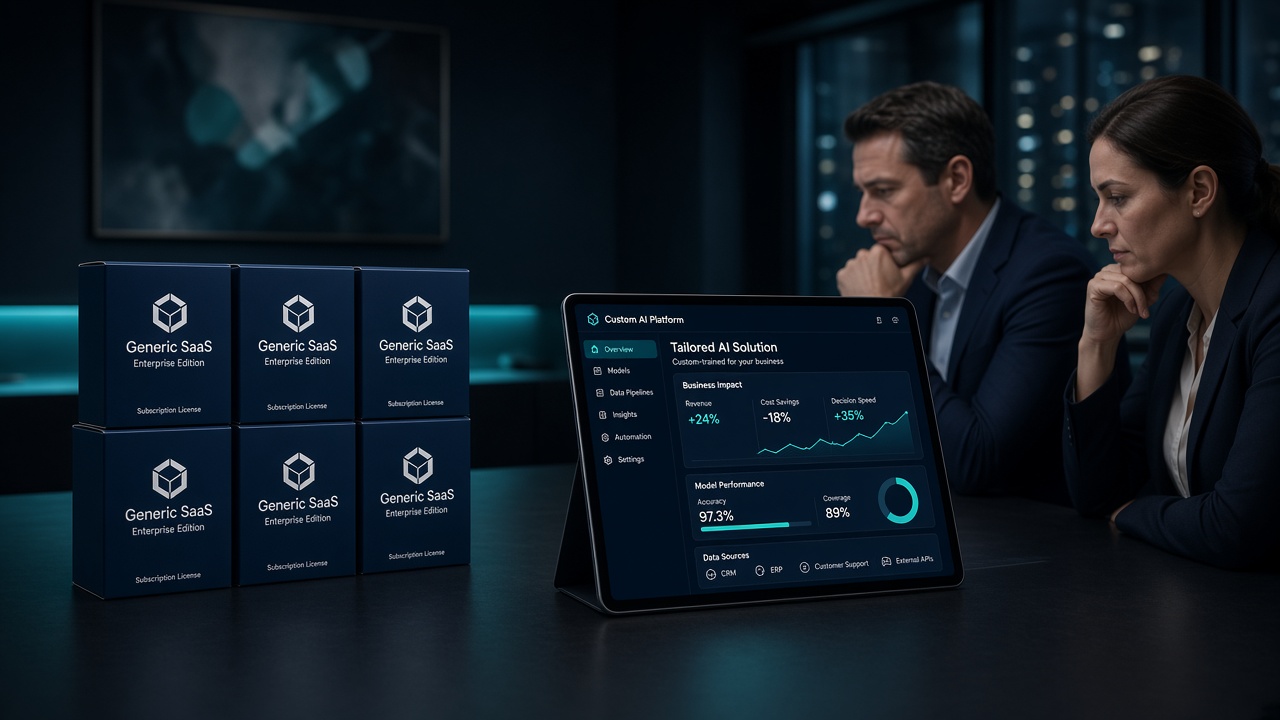 Generic SaaS
Enterprise Edition
Subscription License
Generic SaaS
Enterprise Edition
Subscription License
Generic SaaS
Enterprise Edition
Subscription License
Generic SaaS
Enterprise Edition
Subscription License
Generic SaaS
Enterprise Edition
Subscription License
Generic SaaS
Enterprise Edition
Subscription License
Custom AI Platform
Overview
Models
Data Pipelines
Insights
Automation
Settings
Tailored AI Solution
Custom-trained for your business
Business Impact
Revenue
+24%
Cost Savings
-18%
Decision Speed
+35%
Model Performance
Accuracy
97.3%
Coverage
89%
Data Sources
CRM
ERP
Customer Support
External APIs